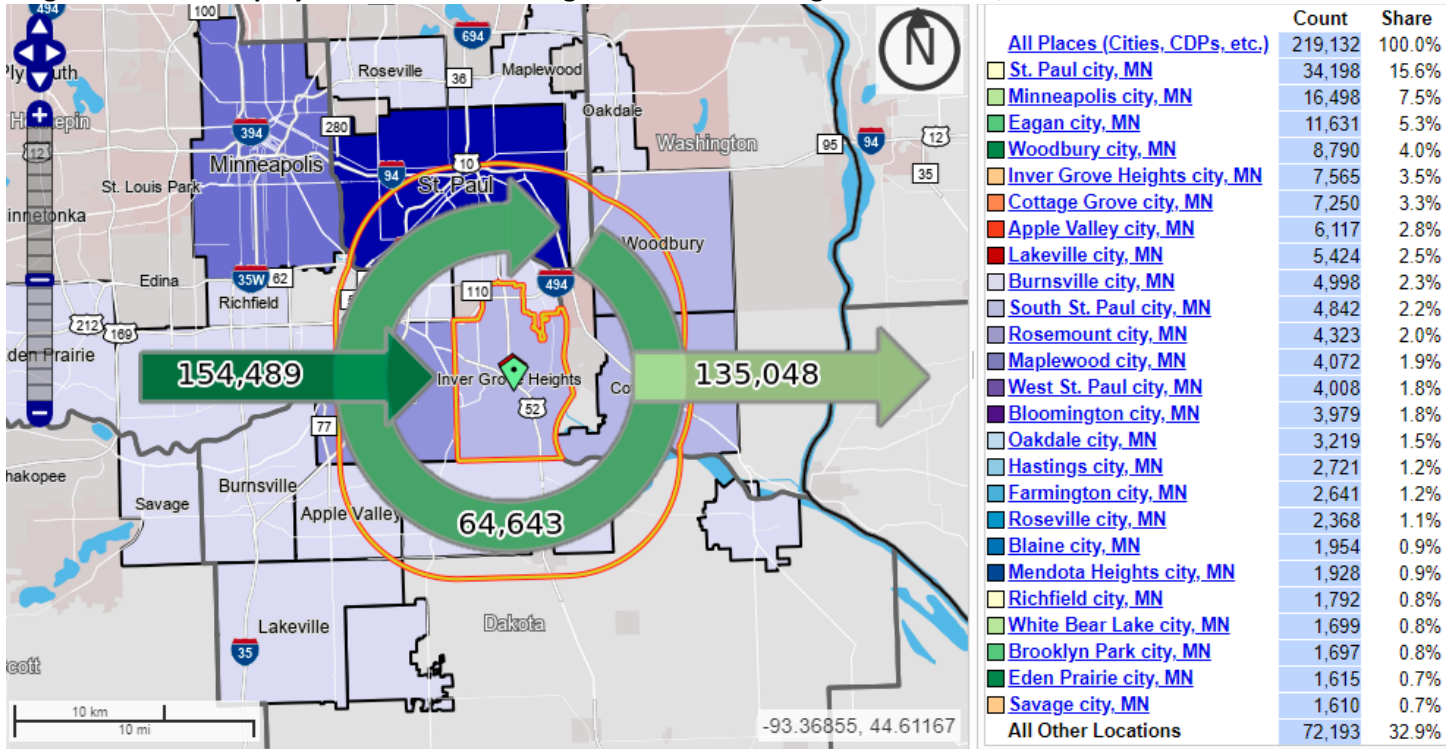 494
100
694
Plymouth
Roseville
36
Maplewood
Oakdale
Hennepin
394
280
Washington
12
95
94
12
Minneapolis
10
94
St. Paul
35
St. Louis Park
innetonka
Woodbury
Edina
35W
62
Richfield
110
494
212
169
den Prairie
154,489
Inver Grove Heights
Co
135,048
52
77
hakopee
Savage
Burnsville
Apple Valley
64,643
Lakeville
Dakota
35
cott
10 km
10 mi
-93.36855, 44.61167
N
Count Share
All Places (Cities, CDPs, etc.) 219,132 100.0%
St. Paul city, MN 34,198 15.6%
Minneapolis city, MN 16,498 7.5%
Eagan city, MN 11,631 5.3%
Woodbury city, MN 8,790 4.0%
Inver Grove Heights city, MN 7,565 3.5%
Cottage Grove city, MN 7,250 3.3%
Apple Valley city, MN 6,117 2.8%
Lakeville city, MN 5,424 2.5%
Burnsville city, MN 4,998 2.3%
South St. Paul city, MN 4,842 2.2%
Rosemount city, MN 4,323 2.0%
Maplewood city, MN 4,072 1.9%
West St. Paul city, MN 4,008 1.8%
Bloomington city, MN 3,979 1.8%
Oakdale city, MN 3,219 1.5%
Hastings city, MN 2,721 1.2%
Farmington city, MN 2,641 1.2%
Roseville city, MN 2,368 1.1%
Blaine city, MN 1,954 0.9%
Mendota Heights city, MN 1,928 0.9%
Richfield city, MN 1,792 0.8%
White Bear Lake city, MN 1,699 0.8%
Brooklyn Park city, MN 1,697 0.8%
Eden Prairie city, MN 1,615 0.7%
Savage city, MN 1,610 0.7%
All Other Locations 72,193 32.9%